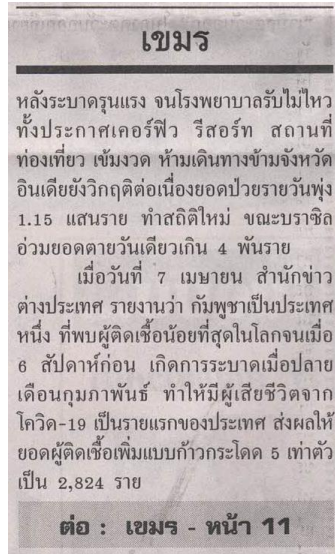 เขมร
หลังระบาดรุนแรง จนโรงพยาบาลรับไม่ไหว
ทั้งประกาศเคอร์ฟิว รีสอร์ท สถานที่
ท่องเที่ยว เข้มงวด ห้ามเดินทางข้ามจังหวัด
อินเดียยังวิกฤติต่อเนื่องยอดป่วยรายวันพุ่ง
1.15 แสนราย ทำสถิติใหม่ ขณะบราซิล
อ่วมยอดตายวันเดียวเกิน 4 พันราย
เมื่อวันที่ 7 เมษายน สำนักข่าว
ต่างประเทศ รายงานว่า กัมพูชาเป็นประเทศ
หนึ่ง ที่พบผู้ติดเชื้อน้อยที่สุดในโลกจนเมื่อ
6 สัปดาห์ก่อน เกิดการระบาดเมื่อปลาย
เดือนกุมภาพันธ์ ทำให้มีผู้เสียชีวิตจาก
โควิด-19 เป็นรายแรกของประเทศ ส่งผลให้
ยอดผู้ติดเชื้อเพิ่มแบบก้าวกระโดด 5 เท่าตัว
เป็น 2,824 ราย
ต่อ : เขมร - หน้า 11